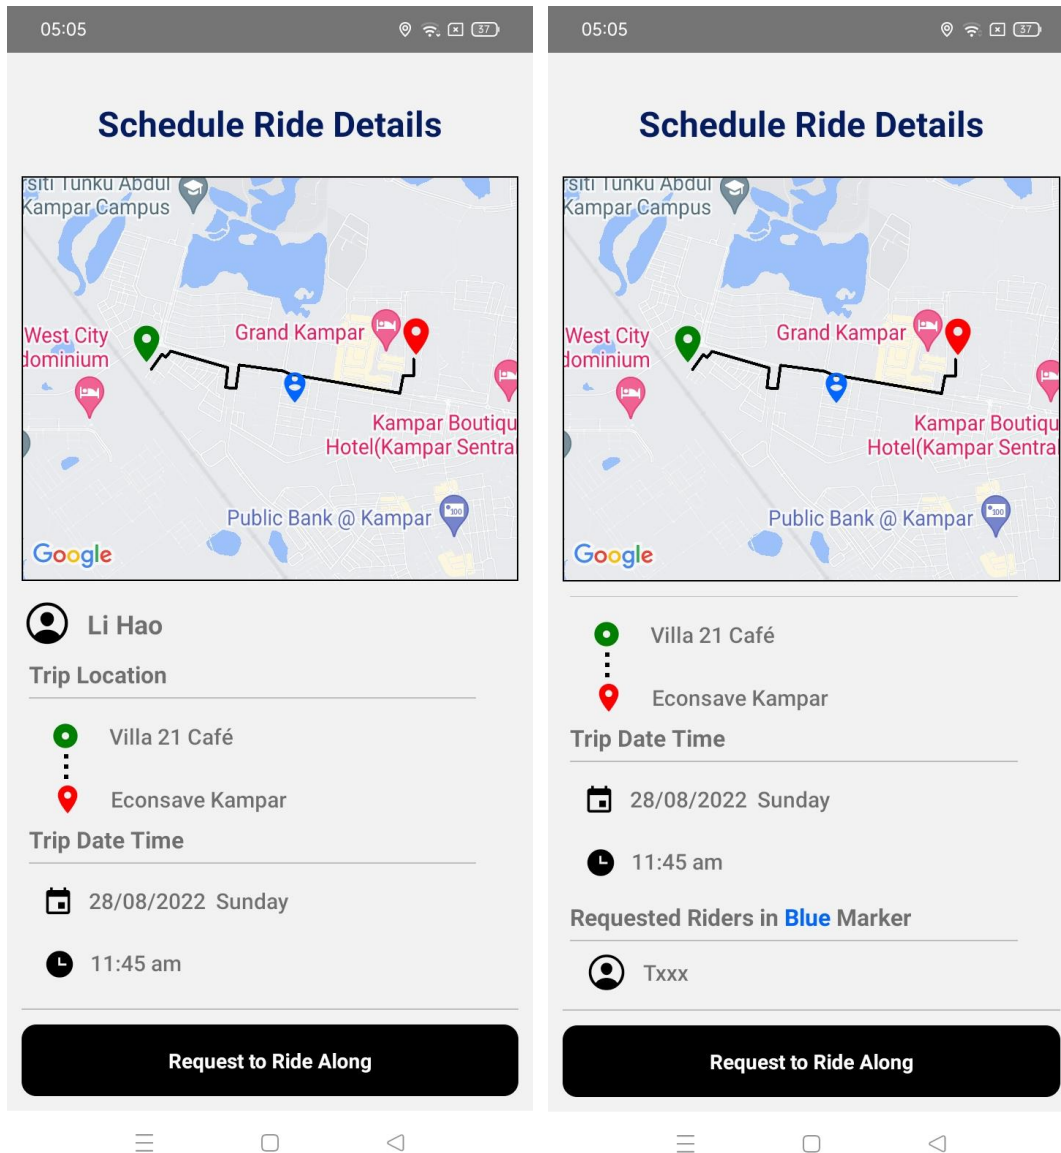 05:05
37
Schedule Ride Details
rsiti Tunku Abdul
Kampar Campus
West City
dominium
Grand Kampar
Kampar Boutiqu
Hotel(Kampar Sentra
Public Bank @ Kampar
100
Google
Li Hao
Trip Location
Villa 21 Café
Econsave Kampar
Trip Date Time
28/08/2022 Sunday
11:45 am
Request to Ride Along
05:05
37
Schedule Ride Details
rsiti Tunku Abdul
Kampar Campus
West City
dominium
Grand Kampar
Kampar Boutiqu
Hotel(Kampar Sentra
Public Bank @ Kampar
100
Google
Villa 21 Café
Econsave Kampar
Trip Date Time
28/08/2022 Sunday
11:45 am
Requested Riders in Blue Marker
Txxx
Request to Ride Along